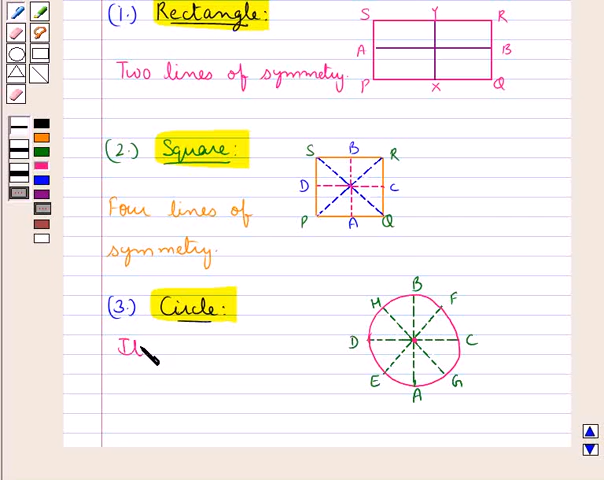 (1.) Rectangle:
S Y R
A B
Two lines of symmetry.
P X Q
(2.) Square:
S B R
D C
Four lines of
P A Q
symmetry.
(3.) Circle:
B
H F
D C
E G
A